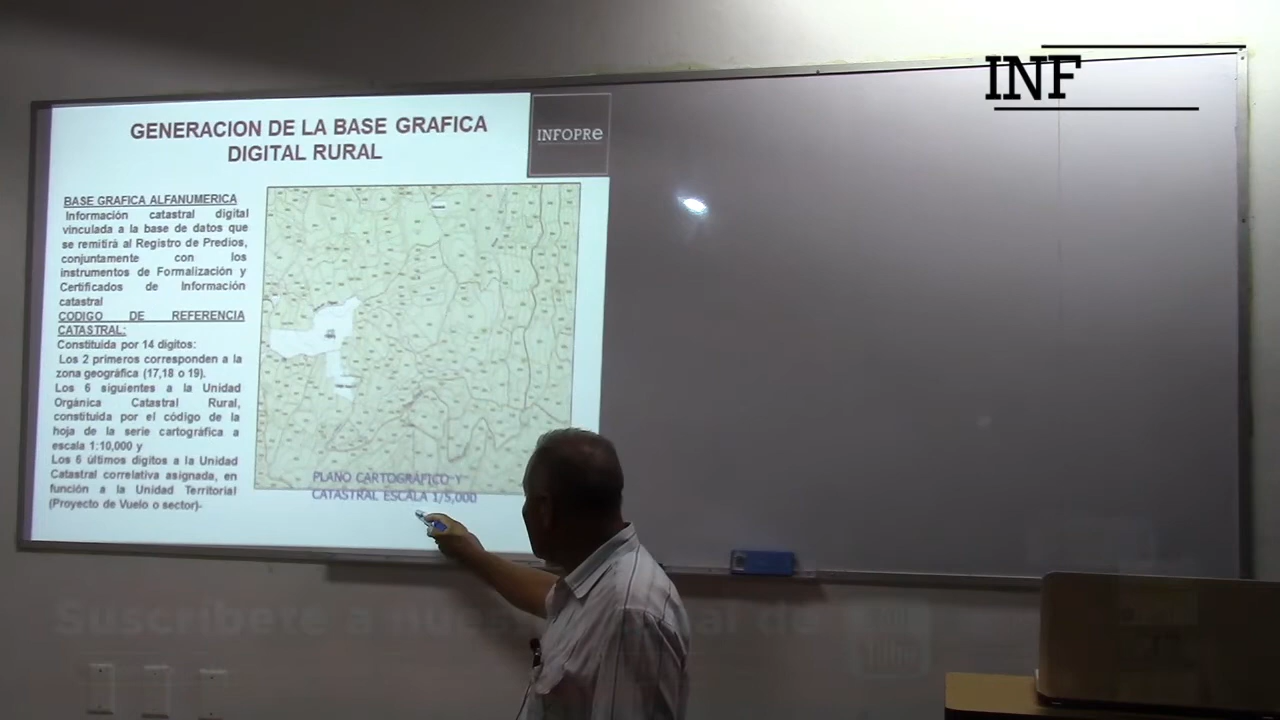 INF
GENERACION DE LA BASE GRAFICA
DIGITAL RURAL
INFOPRe
BASE GRAFICA ALFANUMERICA
Información catastral digital
vinculada a la base de datos que
se remitirá al Registro de Predios,
conjuntamente con los
instrumentos de Formalización y
Certificados de Información
catastral
CODIGO DE REFERENCIA
CATASTRAL:
Constituida por 14 dígitos:
Los 2 primeros corresponden a la
zona geográfica (17,18 o 19).
Los 6 siguientes a la Unidad
Orgánica Catastral Rural,
constituida por el código de la
hoja de la serie cartográfica a
escala 1:10,000 y
Los 6 últimos dígitos a la Unidad
Catastral correlativa asignada, en
función a la Unidad Territorial
(Proyecto de Vuelo o sector)-
PLANO CARTOGRAFICO Y
CATASTRAL ESCALA 1/5,000
Suscríbete a al de